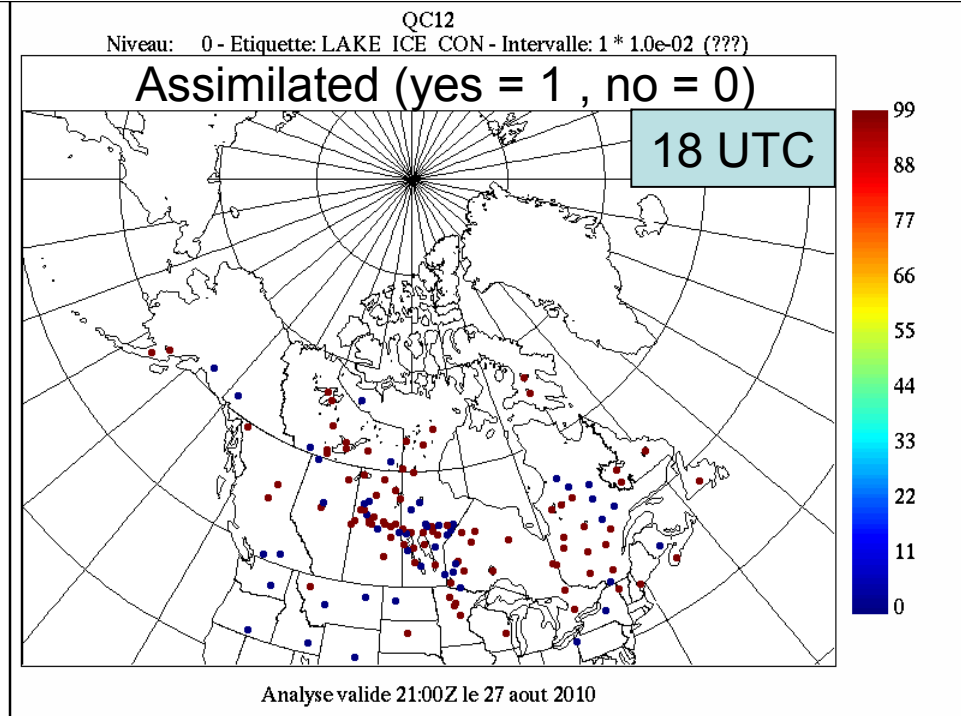 QC12
Niveau: 0 - Etiquette: LAKE ICE CON - Intervalle: 1 * 1.0e-02 (???)
Assimilated (yes = 1 , no = 0)
18 UTC
99
88
77
66
55
44
33
22
11
0
Analyse valide 21:00Z le 27 aout 2010